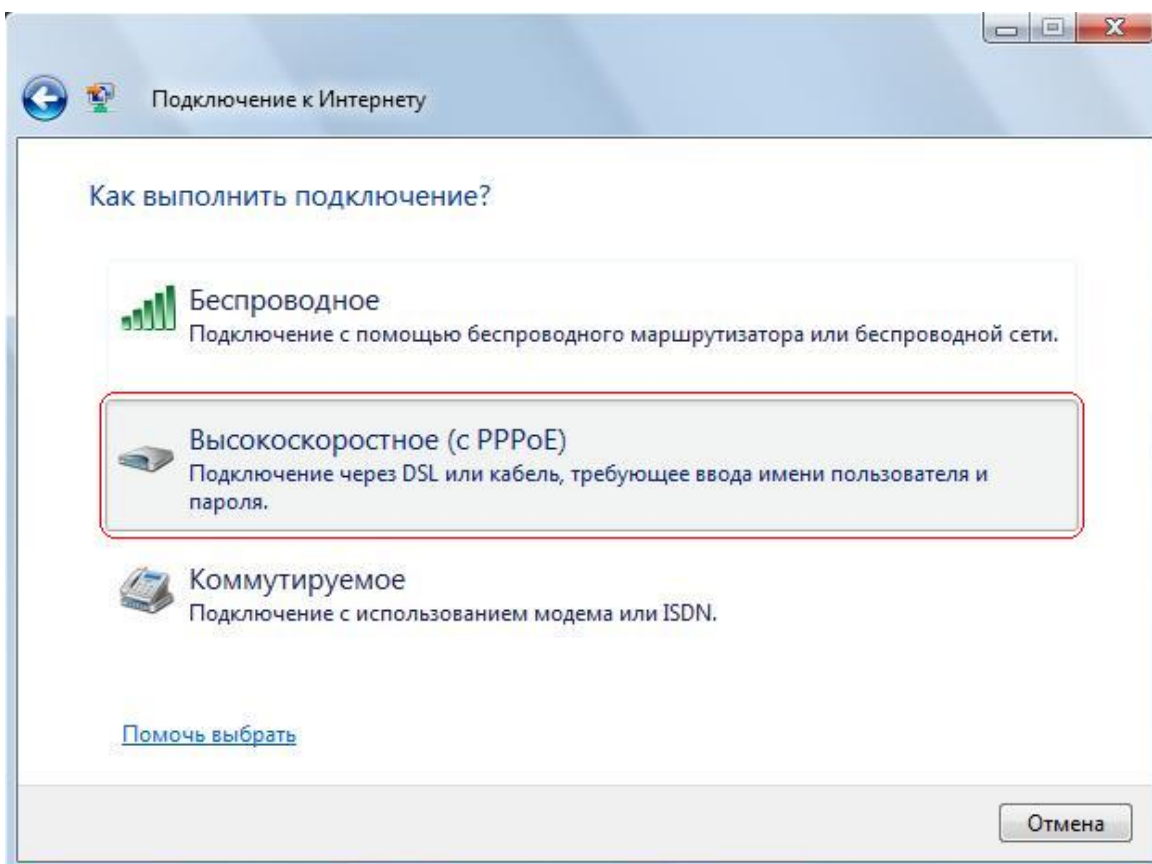 Подключение к Интернету
Как выполнить подключение?
Беспроводное
Подключение с помощью беспроводного маршрутизатора или беспроводной сети.
Высокоскоростное (с PPPoE)
Подключение через DSL или кабель, требующее ввода имени пользователя и
пароля.
Коммутируемое
Подключение с использованием модема или ISDN.
Помочь выбрать
Отмена